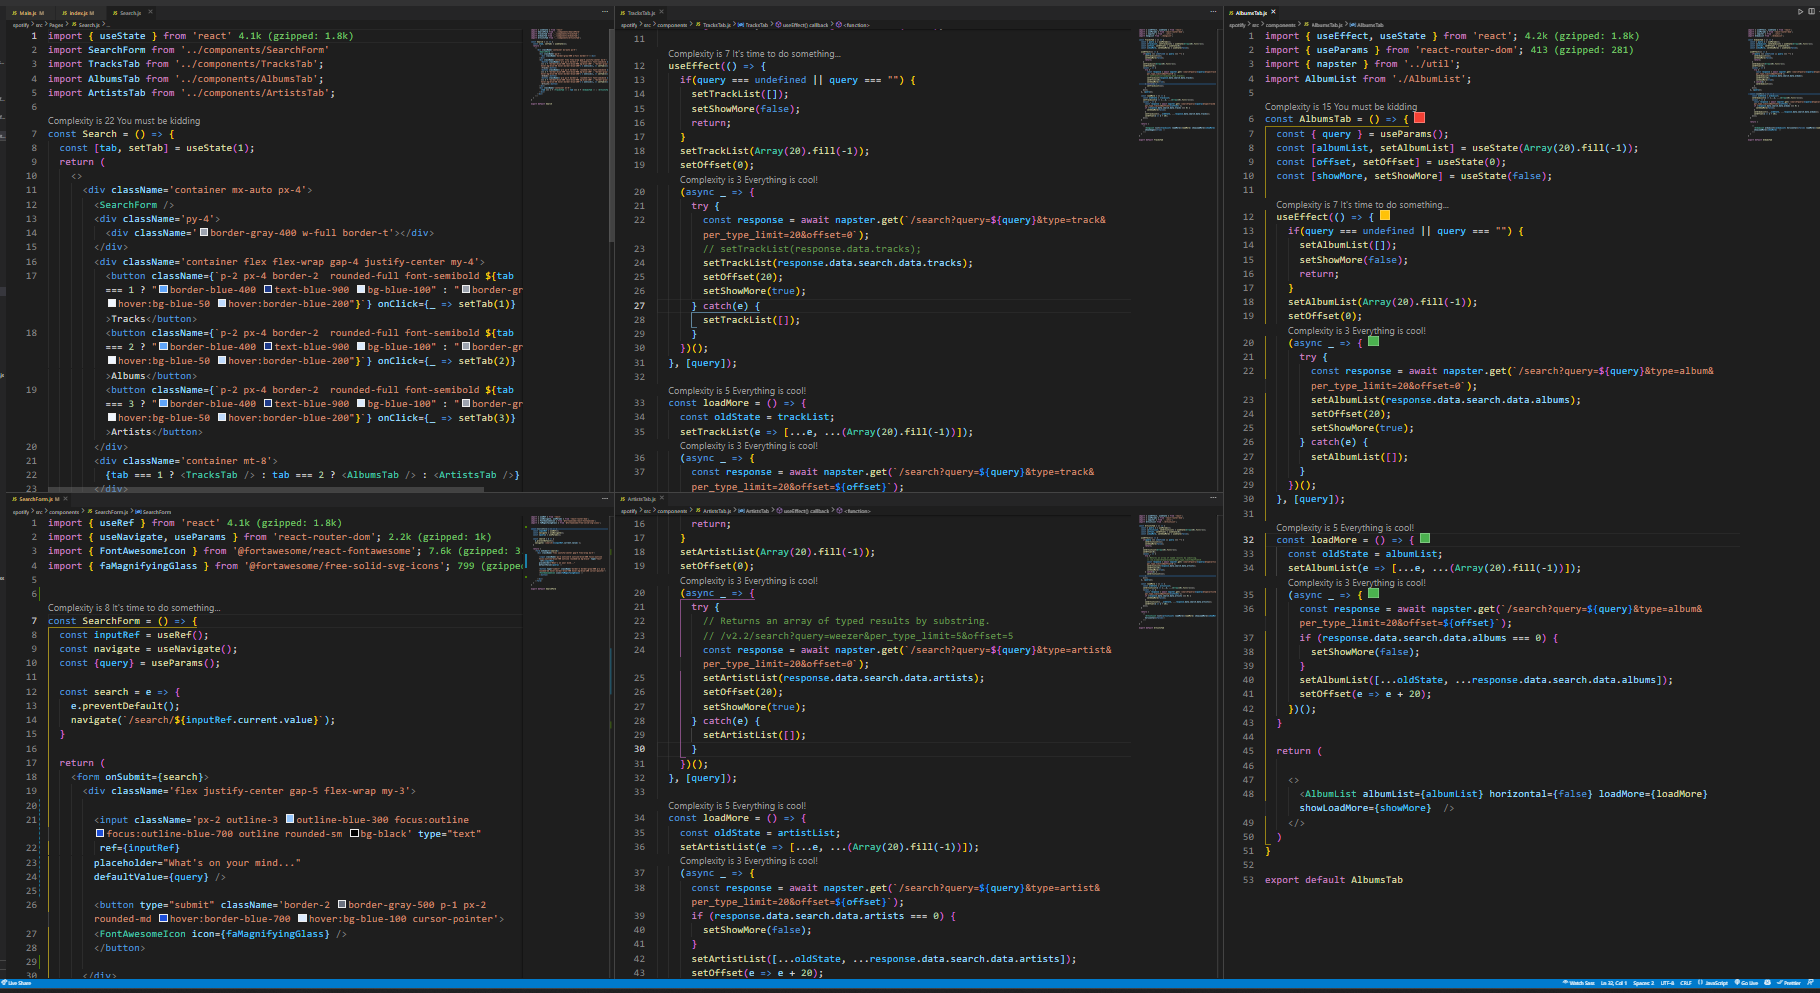 Main.js M
index.js M
Search.js
spotify > src > Pages > Search.js > ...
1 import { useState } from 'react' 4.1k (gzipped: 1.8k)
2 import SearchForm from '../components/SearchForm'
3 import TracksTab from '../components/TracksTab';
4 import AlbumsTab from '../components/AlbumsTab';
5 import ArtistsTab from '../components/ArtistsTab';
6
Complexity is 22 You must be kidding
7 const Search = () => {
8 const [tab, setTab] = useState(1);
9 return (
10 <>
11 <div className='container mx-auto px-4'>
12 <SearchForm />
13 <div className='py-4'>
14 <div className='border-gray-400 w-full border-t'></div>
15 </div>
16 <div className='container flex flex-wrap gap-4 justify-center my-4'>
17 <button className={`p-2 px-4 border-2  rounded-full font-semibold ${tab
=== 1 ? "border-blue-400 text-blue-900 bg-blue-100" : "border-gr
hover:bg-blue-50 hover:border-blue-200"}`} onClick={_ => setTab(1)}
>Tracks</button>
18 <button className={`p-2 px-4 border-2  rounded-full font-semibold ${tab
=== 2 ? "border-blue-400 text-blue-900 bg-blue-100" : "border-gr
hover:bg-blue-50 hover:border-blue-200"}`} onClick={_ => setTab(2)}
>Albums</button>
19 <button className={`p-2 px-4 border-2  rounded-full font-semibold ${tab
=== 3 ? "border-blue-400 text-blue-900 bg-blue-100" : "border-gr
hover:bg-blue-50 hover:border-blue-200"}`} onClick={_ => setTab(3)}
>Artists</button>
20 </div>
21 <div className='container mt-8'>
22 {tab === 1 ? <TracksTab /> : tab === 2 ? <AlbumsTab /> : <ArtistsTab />}
23 </div>
SearchForm.js M
spotify > src > components > SearchForm.js > SearchForm
1 import { useRef } from 'react' 4.1k (gzipped: 1.8k)
2 import { useNavigate, useParams } from 'react-router-dom'; 2.2k (gzipped: 1k)
3 import { FontAwesomeIcon } from '@fortawesome/react-fontawesome'; 7.6k (gzipped: 3
4 import { faMagnifyingGlass } from '@fortawesome/free-solid-svg-icons'; 799 (gzippe
5
6
Complexity is 8 It's time to do something...
7 const SearchForm = () => {
8 const inputRef = useRef();
9 const navigate = useNavigate();
10 const {query} = useParams();
11
12 const search = e => {
13 e.preventDefault();
14 navigate(`/search/${inputRef.current.value}`);
15 }
16
17 return (
18 <form onSubmit={search}>
19 <div className='flex justify-center gap-5 flex-wrap my-3'>
20
21 <input className='px-2 outline-3 outline-blue-300 focus:outline
focus:outline-blue-700 outline rounded-sm bg-black' type="text"
22 ref={inputRef}
23 placeholder="What's on your mind..."
24 defaultValue={query} />
25
26 <button type="submit" className='border-2 border-gray-500 p-1 px-2
rounded-md hover:border-blue-700 hover:bg-blue-100 cursor-pointer'>
27 <FontAwesomeIcon icon={faMagnifyingGlass} />
28 </button>
29
30 </div>
TracksTab.js
spotify > src > components > TracksTab.js > TracksTab > useEffect() callback > <function>
11
Complexity is 7 It's time to do something...
12 useEffect(() => {
13 if(query === undefined || query === "") {
14 setTrackList([]);
15 setShowMore(false);
16 return;
17 }
18 setTrackList(Array(20).fill(-1));
19 setOffset(0);
Complexity is 3 Everything is cool!
20 (async _ => {
21 try {
22 const response = await napster.get(`/search?query=${query}&type=track&
per_type_limit=20&offset=0`);
23 // setTrackList(response.data.tracks);
24 setTrackList(response.data.search.data.tracks);
25 setOffset(20);
26 setShowMore(true);
27 } catch(e) {
28 setTrackList([]);
29 }
30 })();
31 }, [query]);
32
Complexity is 5 Everything is cool!
33 const loadMore = () => {
34 const oldState = trackList;
35 setTrackList(e => [...e, ...(Array(20).fill(-1))]);
Complexity is 3 Everything is cool!
36 (async _ => {
37 const response = await napster.get(`/search?query=${query}&type=track&
per_type_limit=20&offset=${offset}`);
ArtistsTab.js
spotify > src > components > ArtistsTab.js > ArtistsTab > useEffect() callback > <function>
16 return;
17 }
18 setArtistList(Array(20).fill(-1));
19 setOffset(0);
Complexity is 3 Everything is cool!
20 (async _ => {
21 try {
22 // Returns an array of typed results by substring.
23 // /v2.2/search?query=weezer&per_type_limit=5&offset=5
24 const response = await napster.get(`/search?query=${query}&type=artist&
per_type_limit=20&offset=0`);
25 setArtistList(response.data.search.data.artists);
26 setOffset(20);
27 setShowMore(true);
28 } catch(e) {
29 setArtistList([]);
30 }
31 })();
32 }, [query]);
33
Complexity is 5 Everything is cool!
34 const loadMore = () => {
35 const oldState = artistList;
36 setArtistList(e => [...e, ...(Array(20).fill(-1))]);
Complexity is 3 Everything is cool!
37 (async _ => {
38 const response = await napster.get(`/search?query=${query}&type=artist&
per_type_limit=20&offset=${offset}`);
39 if (response.data.search.data.artists === 0) {
40 setShowMore(false);
41 }
42 setArtistList([...oldState, ...response.data.search.data.artists]);
43 setOffset(e => e + 20);
AlbumsTab.js
spotify > src > components > AlbumsTab.js > AlbumsTab
1 import { useEffect, useState } from 'react'; 4.2k (gzipped: 1.8k)
2 import { useParams } from 'react-router-dom'; 413 (gzipped: 281)
3 import { napster } from '../util';
4 import AlbumList from './AlbumList';
5
Complexity is 15 You must be kidding
6 const AlbumsTab = () => {
7 const { query } = useParams();
8 const [albumList, setAlbumList] = useState(Array(20).fill(-1));
9 const [offset, setOffset] = useState(0);
10 const [showMore, setShowMore] = useState(false);
11
Complexity is 7 It's time to do something...
12 useEffect(() => {
13 if(query === undefined || query === "") {
14 setAlbumList([]);
15 setShowMore(false);
16 return;
17 }
18 setAlbumList(Array(20).fill(-1));
19 setOffset(0);
Complexity is 3 Everything is cool!
20 (async _ => {
21 try {
22 const response = await napster.get(`/search?query=${query}&type=album&
per_type_limit=20&offset=0`);
23 setAlbumList(response.data.search.data.albums);
24 setOffset(20);
25 setShowMore(true);
26 } catch(e) {
27 setAlbumList([]);
28 }
29 })();
30 }, [query]);
31
Complexity is 5 Everything is cool!
32 const loadMore = () => {
33 const oldState = albumList;
34 setAlbumList(e => [...e, ...(Array(20).fill(-1))]);
Complexity is 3 Everything is cool!
35 (async _ => {
36 const response = await napster.get(`/search?query=${query}&type=album&
per_type_limit=20&offset=${offset}`);
37 if (response.data.search.data.albums === 0) {
38 setShowMore(false);
39 }
40 setAlbumList([...oldState, ...response.data.search.data.albums]);
41 setOffset(e => e + 20);
42 })();
43 }
44
45 return (
46
47 <>
48 <AlbumList albumList={albumList} horizontal={false} loadMore={loadMore}
showLoadMore={showMore}  />
49 </>
50 )
51 }
52
53 export default AlbumsTab
Live Share
Watch Sass
Ln 32, Col 1
Spaces: 2
UTF-8
CRLF
JavaScript
Go Live
Prettier